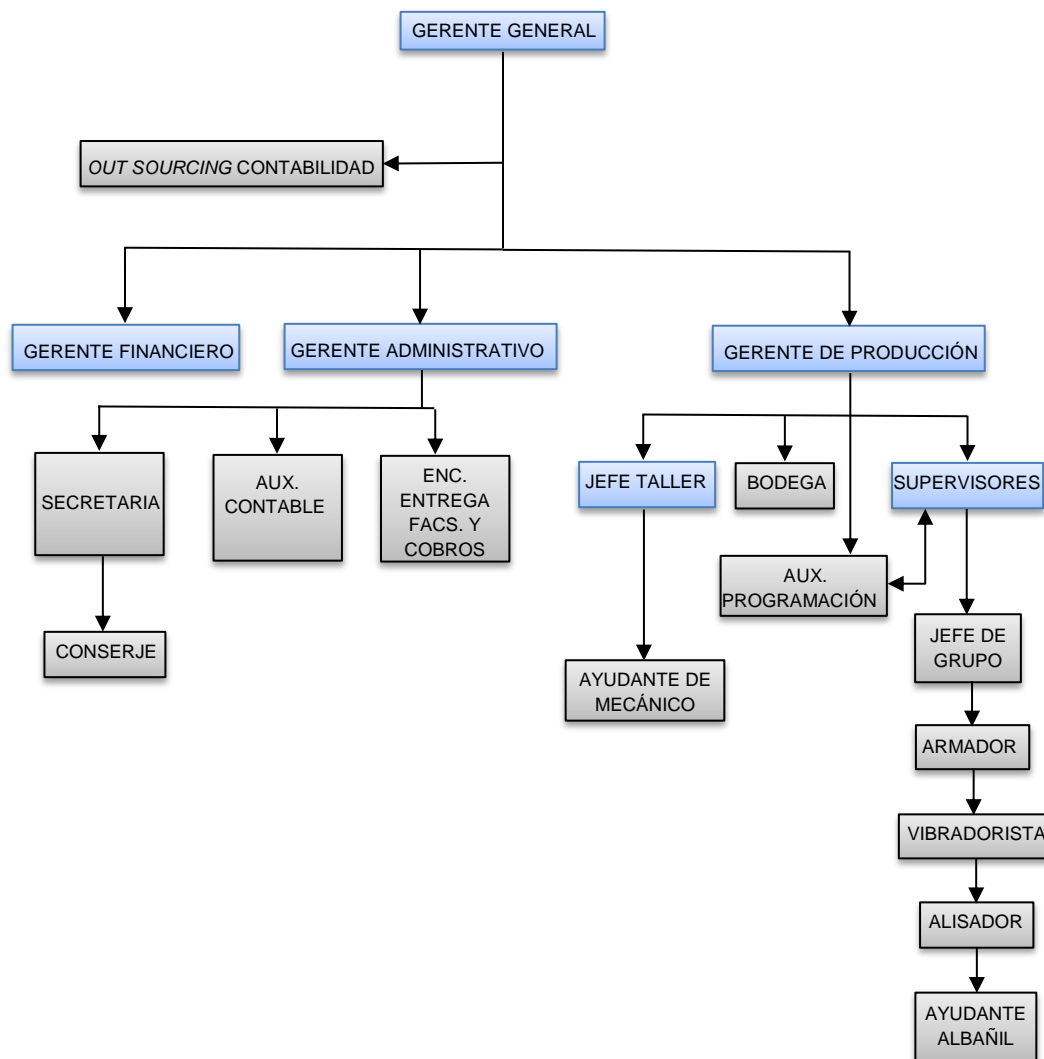 GERENTE GENERAL
OUT SOURCING CONTABILIDAD
GERENTE FINANCIERO
GERENTE ADMINISTRATIVO
GERENTE DE PRODUCCIÓN
SECRETARIA
AUX.
CONTABLE
ENC.
ENTREGA
FACS. Y
COBROS
JEFE TALLER
BODEGA
SUPERVISORES
AUX.
PROGRAMACIÓN
CONSERJE
JEFE DE
GRUPO
AYUDANTE DE
MECÁNICO
ARMADOR
VIBRADORISTA
ALISADOR
AYUDANTE
ALBAÑIL